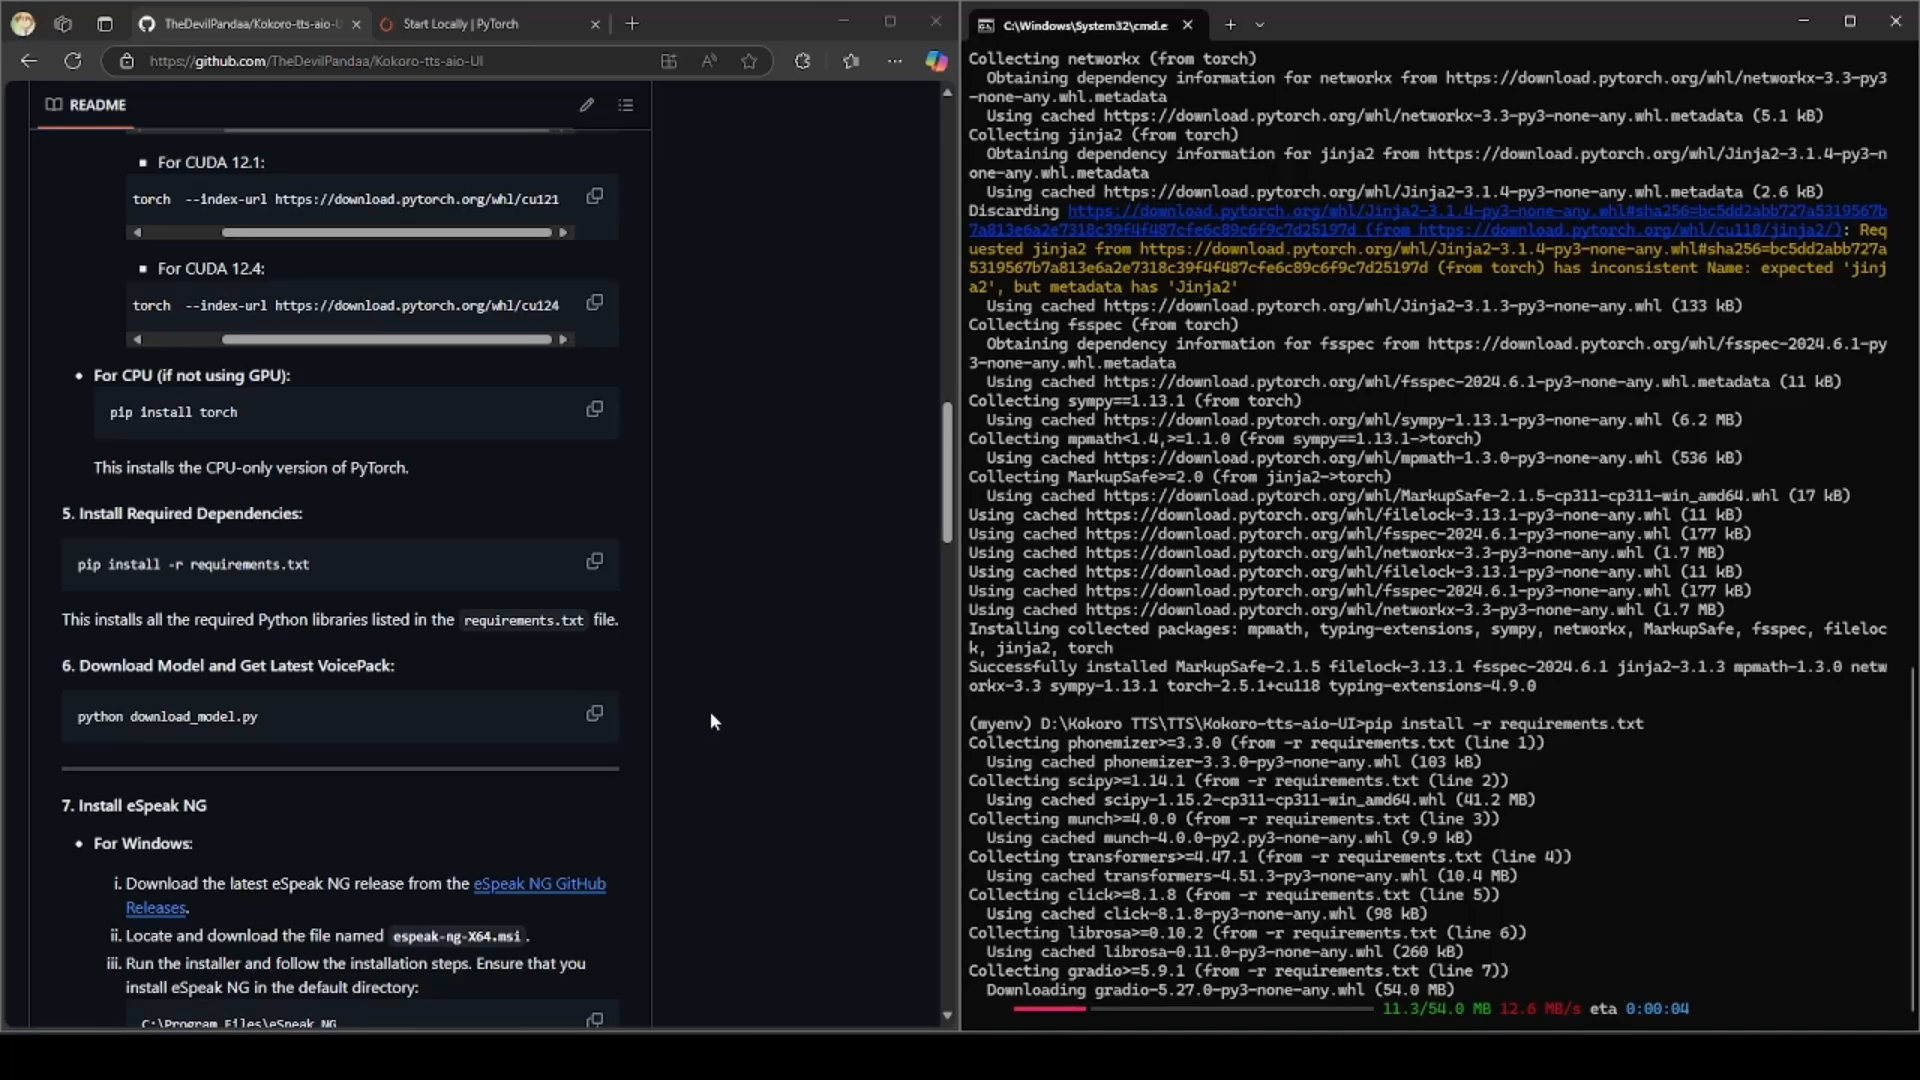 TheDevilPandaa/Kokoro-tts-aio-U
Start Locally | PyTorch
https://github.com/TheDevilPandaa/Kokoro-tts-aio-UI
README
For CUDA 12.1:
torch --index-url https://download.pytorch.org/whl/cu121
For CUDA 12.4:
torch --index-url https://download.pytorch.org/whl/cu124
For CPU (if not using GPU):
pip install torch
This installs the CPU-only version of PyTorch.
5. Install Required Dependencies:
pip install -r requirements.txt
This installs all the required Python libraries listed in the requirements.txt file.
6. Download Model and Get Latest VoicePack:
python download_model.py
7. Install eSpeak NG
For Windows:
i. Download the latest eSpeak NG release from the eSpeak NG GitHub
Releases.
ii. Locate and download the file named espeak-ng-X64.msi .
iii. Run the installer and follow the installation steps. Ensure that you
install eSpeak NG in the default directory:
C:\Program Files\eSpeak NG
C:\Windows\System32\cmd.e
Collecting networkx (from torch)
Obtaining dependency information for networkx from https://download.pytorch.org/whl/networkx-3.3-py3
-none-any.whl.metadata
Using cached https://download.pytorch.org/whl/networkx-3.3-py3-none-any.whl.metadata (5.1 kB)
Collecting jinja2 (from torch)
Obtaining dependency information for jinja2 from https://download.pytorch.org/whl/Jinja2-3.1.4-py3-n
one-any.whl.metadata
Using cached https://download.pytorch.org/whl/Jinja2-3.1.4-py3-none-any.whl.metadata (2.6 kB)
Discarding https://download.pytorch.org/whl/Jinja2-3.1.4-py3-none-any.whl#sha256=bc5dd2abb727a5319567b
7a813e6a2e7318c39f4f487cfe6c89c6f9c7d25197d (from https://download.pytorch.org/whl/cu118/jinja2/): Req
uested jinja2 from https://download.pytorch.org/whl/Jinja2-3.1.4-py3-none-any.whl#sha256=bc5dd2abb727a
5319567b7a813e6a2e7318c39f4f487cfe6c89c6f9c7d25197d (from torch) has inconsistent Name: expected 'jinj
a2', but metadata has 'Jinja2'
Using cached https://download.pytorch.org/whl/Jinja2-3.1.3-py3-none-any.whl (133 kB)
Collecting fsspec (from torch)
Obtaining dependency information for fsspec from https://download.pytorch.org/whl/fsspec-2024.6.1-py
3-none-any.whl.metadata
Using cached https://download.pytorch.org/whl/fsspec-2024.6.1-py3-none-any.whl.metadata (11 kB)
Collecting sympy==1.13.1 (from torch)
Using cached https://download.pytorch.org/whl/sympy-1.13.1-py3-none-any.whl (6.2 MB)
Collecting mpmath<1.4,>=1.1.0 (from sympy==1.13.1->torch)
Using cached https://download.pytorch.org/whl/mpmath-1.3.0-py3-none-any.whl (536 kB)
Collecting MarkupSafe>=2.0 (from jinja2->torch)
Using cached https://download.pytorch.org/whl/MarkupSafe-2.1.5-cp311-cp311-win_amd64.whl (17 kB)
Using cached https://download.pytorch.org/whl/filelock-3.13.1-py3-none-any.whl (11 kB)
Using cached https://download.pytorch.org/whl/fsspec-2024.6.1-py3-none-any.whl (177 kB)
Using cached https://download.pytorch.org/whl/networkx-3.3-py3-none-any.whl (1.7 MB)
Using cached https://download.pytorch.org/whl/filelock-3.13.1-py3-none-any.whl (11 kB)
Using cached https://download.pytorch.org/whl/fsspec-2024.6.1-py3-none-any.whl (177 kB)
Using cached https://download.pytorch.org/whl/networkx-3.3-py3-none-any.whl (1.7 MB)
Installing collected packages: mpmath, typing-extensions, sympy, networkx, MarkupSafe, fsspec, fileloc
k, jinja2, torch
Successfully installed MarkupSafe-2.1.5 filelock-3.13.1 fsspec-2024.6.1 jinja2-3.1.3 mpmath-1.3.0 netw
orkx-3.3 sympy-1.13.1 torch-2.5.1+cu118 typing-extensions-4.9.0
(myenv) D:\Kokoro TTS\TTS\Kokoro-tts-aio-UI>pip install -r requirements.txt
Collecting phonemizer>=3.3.0 (from -r requirements.txt (line 1))
Using cached phonemizer-3.3.0-py3-none-any.whl (103 kB)
Collecting scipy>=1.14.1 (from -r requirements.txt (line 2))
Using cached scipy-1.15.2-cp311-cp311-win_amd64.whl (41.2 MB)
Collecting munch>=4.0.0 (from -r requirements.txt (line 3))
Using cached munch-4.0.0-py2.py3-none-any.whl (9.9 kB)
Collecting transformers>=4.47.1 (from -r requirements.txt (line 4))
Using cached transformers-4.51.3-py3-none-any.whl (10.4 MB)
Collecting click>=8.1.8 (from -r requirements.txt (line 5))
Using cached click-8.1.8-py3-none-any.whl (98 kB)
Collecting librosa>=0.10.2 (from -r requirements.txt (line 6))
Using cached librosa-0.11.0-py3-none-any.whl (260 kB)
Collecting gradio>=5.9.1 (from -r requirements.txt (line 7))
Downloading gradio-5.27.0-py3-none-any.whl (54.0 MB)
11.3/54.0 MB 12.6 MB/s eta 0:00:04